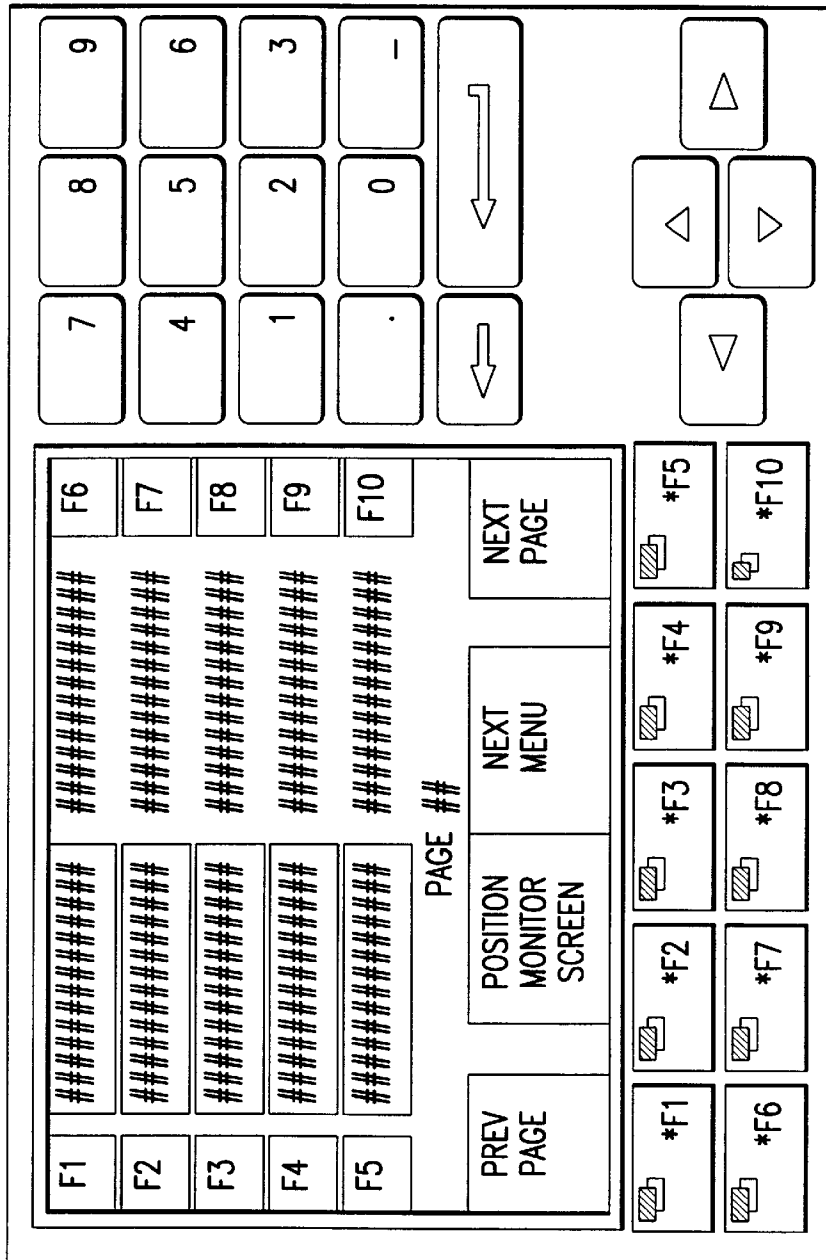 F1 ############## ############## F6
F2 ############## ############## F7
F3 ############## ############## F8
F4 ############## ############## F9
F5 ############## ############## F10
PAGE ##
PREV
PAGE
POSITION
MONITOR
SCREEN
NEXT
MENU
NEXT
PAGE
*F1 *F2 *F3 *F4 *F5
*F6 *F7 *F8 *F9 *F10
7 8 9
4 5 6
1 2 3
. 0 –